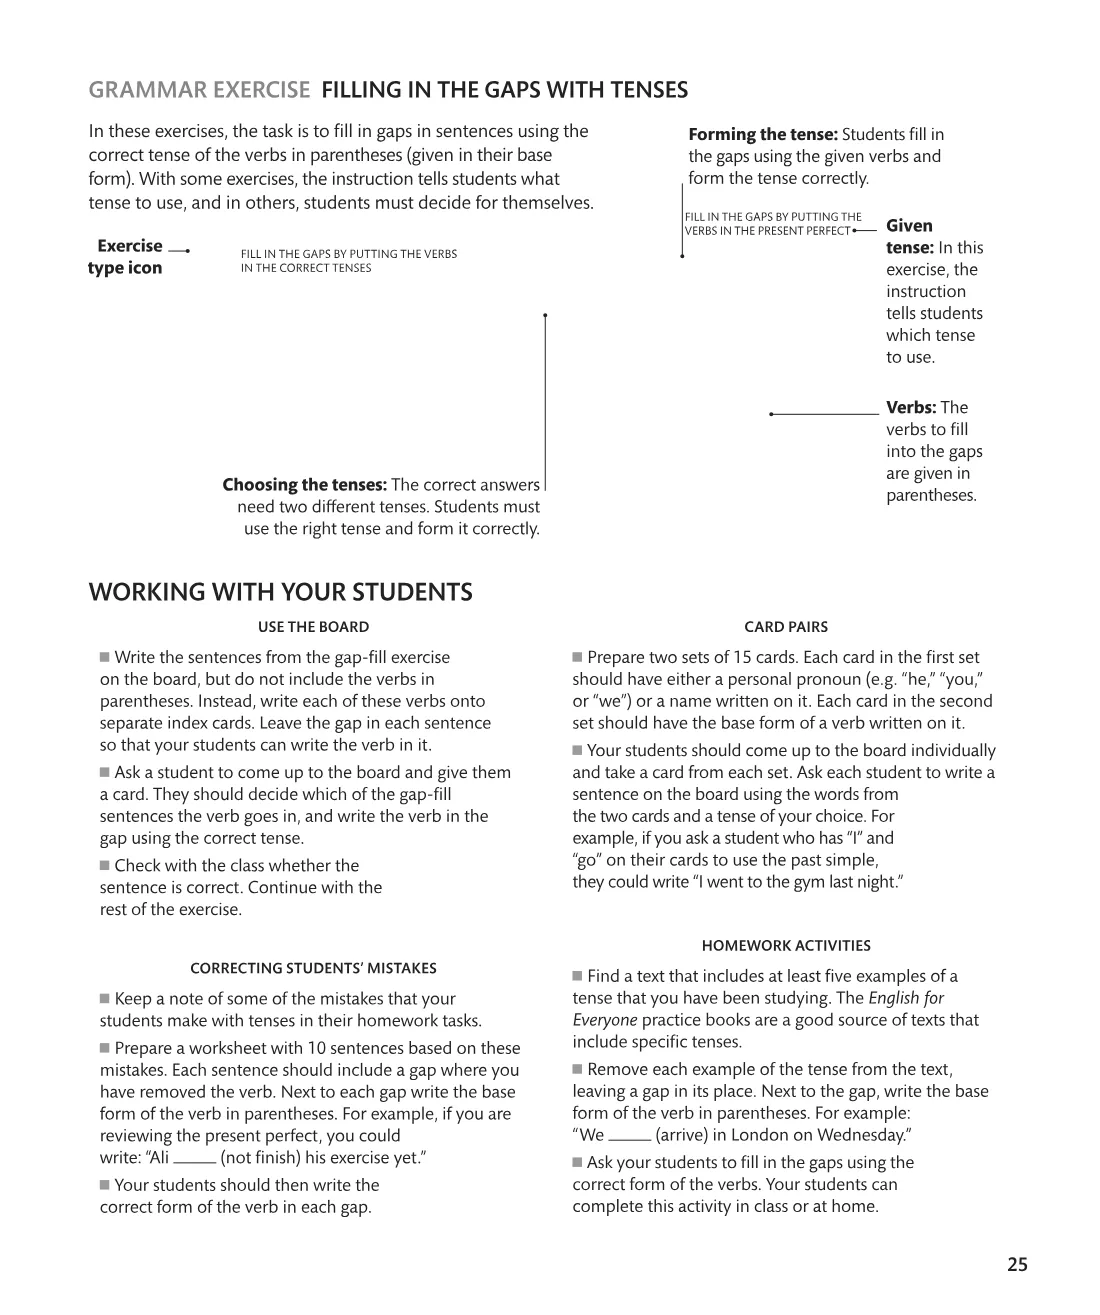 GRAMMAR EXERCISE FILLING IN THE GAPS WITH TENSES
In these exercises, the task is to fill in gaps in sentences using the
correct tense of the verbs in parentheses (given in their base
form). With some exercises, the instruction tells students what
tense to use, and in others, students must decide for themselves.
Exercise
type icon
FILL IN THE GAPS BY PUTTING THE VERBS
IN THE CORRECT TENSES
Forming the tense: Students fill in
the gaps using the given verbs and
form the tense correctly.
FILL IN THE GAPS BY PUTTING THE
VERBS IN THE PRESENT PERFECT
Given
tense: In this
exercise, the
instruction
tells students
which tense
to use.
Verbs: The
verbs to fill
into the gaps
are given in
parentheses.
Choosing the tenses: The correct answers
need two different tenses. Students must
use the right tense and form it correctly.
WORKING WITH YOUR STUDENTS
USE THE BOARD
■ Write the sentences from the gap-fill exercise
on the board, but do not include the verbs in
parentheses. Instead, write each of these verbs onto
separate index cards. Leave the gap in each sentence
so that your students can write the verb in it.
■ Ask a student to come up to the board and give them
a card. They should decide which of the gap-fill
sentences the verb goes in, and write the verb in the
gap using the correct tense.
■ Check with the class whether the
sentence is correct. Continue with the
rest of the exercise.
CORRECTING STUDENTS’ MISTAKES
■ Keep a note of some of the mistakes that your
students make with tenses in their homework tasks.
■ Prepare a worksheet with 10 sentences based on these
mistakes. Each sentence should include a gap where you
have removed the verb. Next to each gap write the base
form of the verb in parentheses. For example, if you are
reviewing the present perfect, you could
write: “Ali _____ (not finish) his exercise yet.”
■ Your students should then write the
correct form of the verb in each gap.
CARD PAIRS
■ Prepare two sets of 15 cards. Each card in the first set
should have either a personal pronoun (e.g. “he,” “you,”
or “we”) or a name written on it. Each card in the second
set should have the base form of a verb written on it.
■ Your students should come up to the board individually
and take a card from each set. Ask each student to write a
sentence on the board using the words from
the two cards and a tense of your choice. For
example, if you ask a student who has “I” and
“go” on their cards to use the past simple,
they could write “I went to the gym last night.”
HOMEWORK ACTIVITIES
■ Find a text that includes at least five examples of a
tense that you have been studying. The English for
Everyone practice books are a good source of texts that
include specific tenses.
■ Remove each example of the tense from the text,
leaving a gap in its place. Next to the gap, write the base
form of the verb in parentheses. For example:
“We _____ (arrive) in London on Wednesday.”
■ Ask your students to fill in the gaps using the
correct form of the verbs. Your students can
complete this activity in class or at home.
25